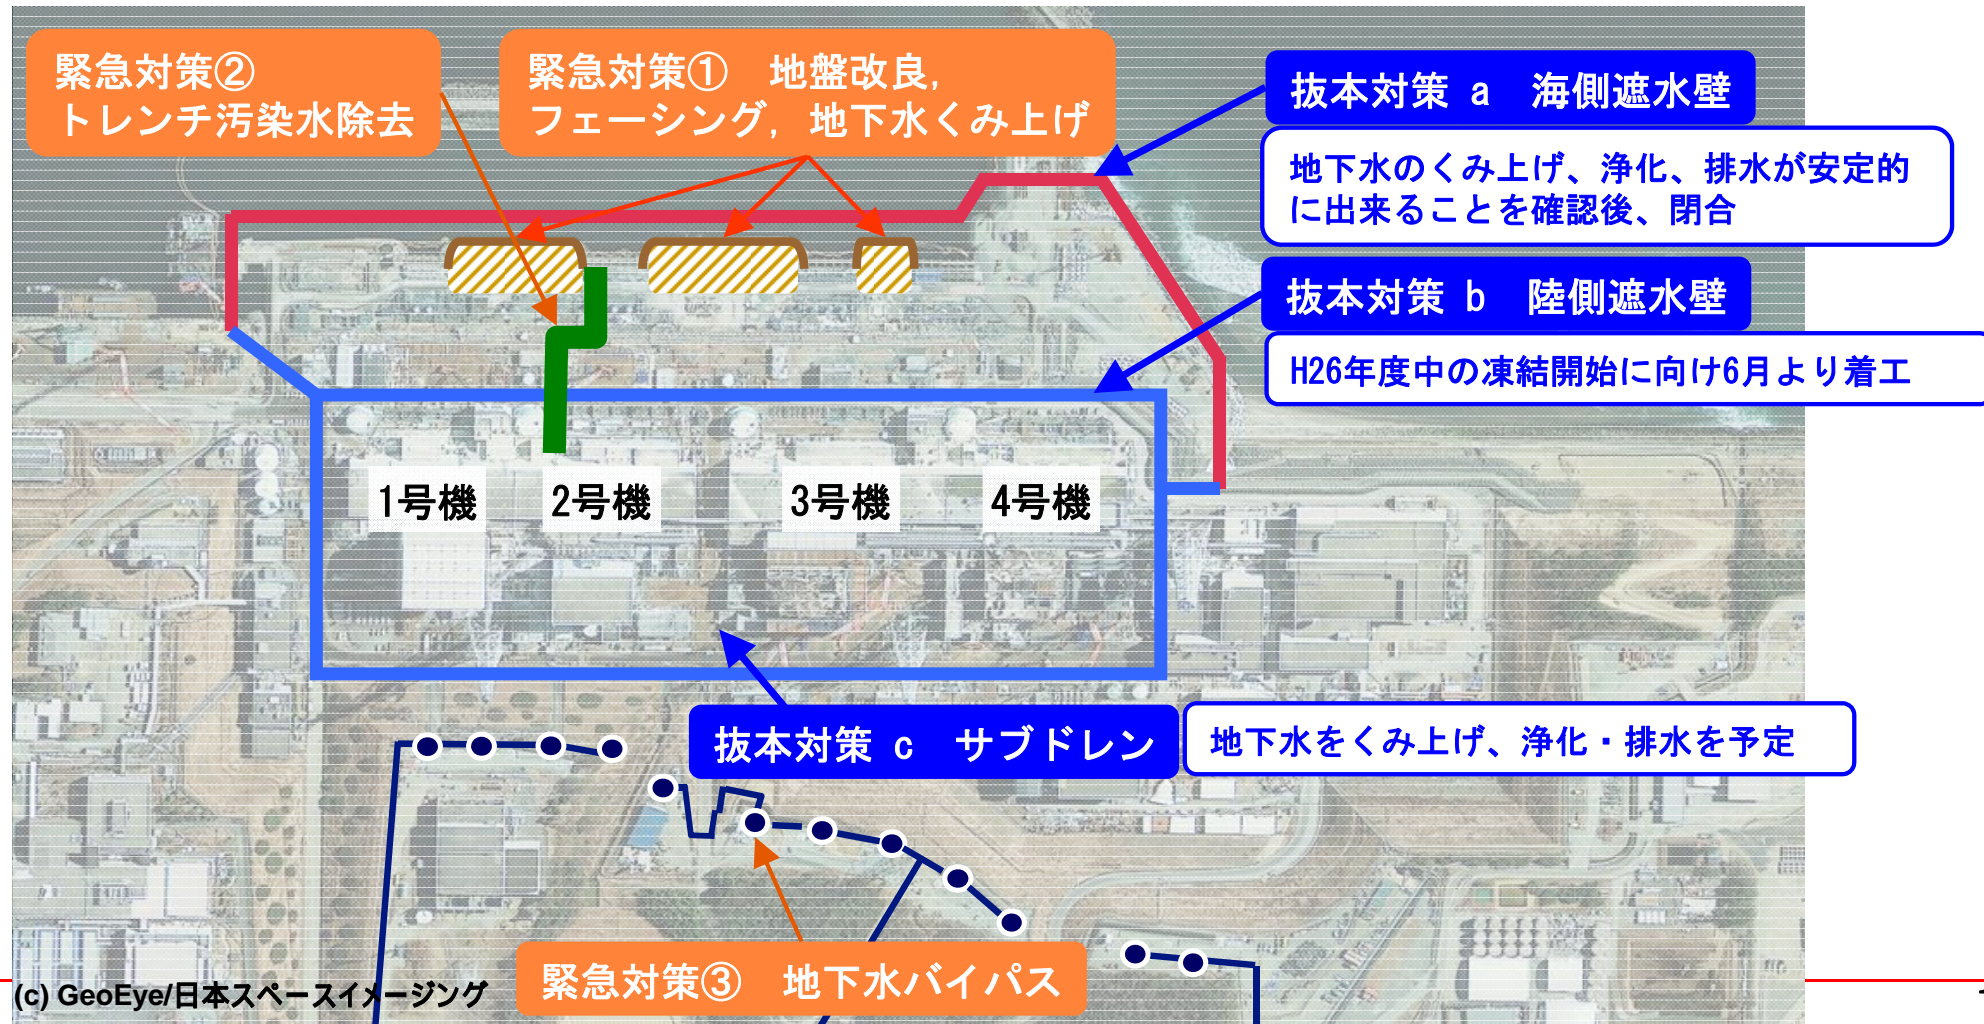 緊急対策②
トレンチ汚染水除去
緊急対策①　地盤改良,
フェーシング, 地下水くみ上げ
抜本対策 a　海側遮水壁
地下水のくみ上げ、浄化、排水が安定的
に出来ることを確認後、閉合
抜本対策 b　陸側遮水壁
H26年度中の凍結開始に向け6月より着工
1号機
2号機
3号機
4号機
抜本対策 c　サブドレン
地下水をくみ上げ、浄化・排水を予定
緊急対策③　地下水バイパス
(c) GeoEye/日本スペースイメージング